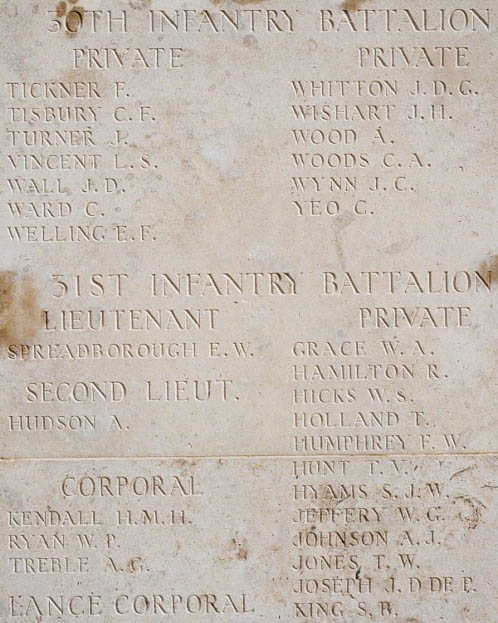 30TH INFANTRY BATTALION
PRIVATE
TICKNER F.
TISBURY C. F.
TURNER J.
VINCENT L. S.
WALL J. D.
WARD C.
WELLING E. F.
PRIVATE
WHITTON J. D. G.
WISHART J. H.
WOOD A.
WOODS C. A.
WYNN J. C.
YEO C.
31ST INFANTRY BATTALION
LIEUTENANT
SPREADBOROUGH E. W.
SECOND LIEUT.
HUDSON A.
CORPORAL
KENDALL H. M. H.
RYAN W. P.
TREBLE A. G.
LANCE CORPORAL
PRIVATE
GRACE W. A.
HAMILTON R.
HICKS W. S.
HOLLAND T.
HUMPHREY F. W.
HUNT T. V.
HYAMS S. J. W.
JEFFERY W. G.
JOHNSON A. J.
JONES T. W.
JOSEPH J. D DE P.
KING S. B.